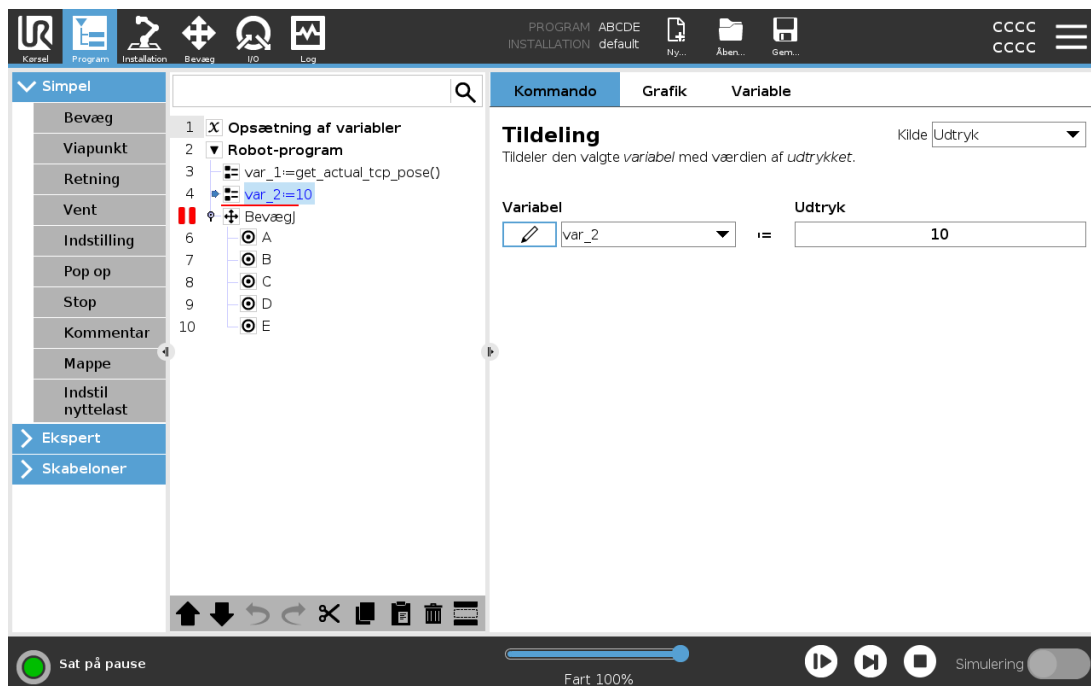 UR
PROGRAM ABCDE
INSTALLATION default
CCCC
CCCC
Kørsel Program Installation Bevæg I/O Log Ny... Åben... Gem...
Simpel
Bevæg
Viapunkt
Retning
Vent
Indstilling
Pop op
Stop
Kommentar
Mappe
Indstil
nyttelast
Ekspert
Skabeloner
1 X Opsætning af variabler
2 Robot-program
3 var_1:=get_actual_tcp_pose()
4 var_2:=10
BevægJ
6 A
7 B
8 C
9 D
10 E
Kommando Grafik Variable
Tildeling
Kilde Udtryk
Tildeler den valgte variabel med værdien af udtrykket.
Variabel Udtryk
var_2 := 10
Sat på pause
Fart 100%
Simulering